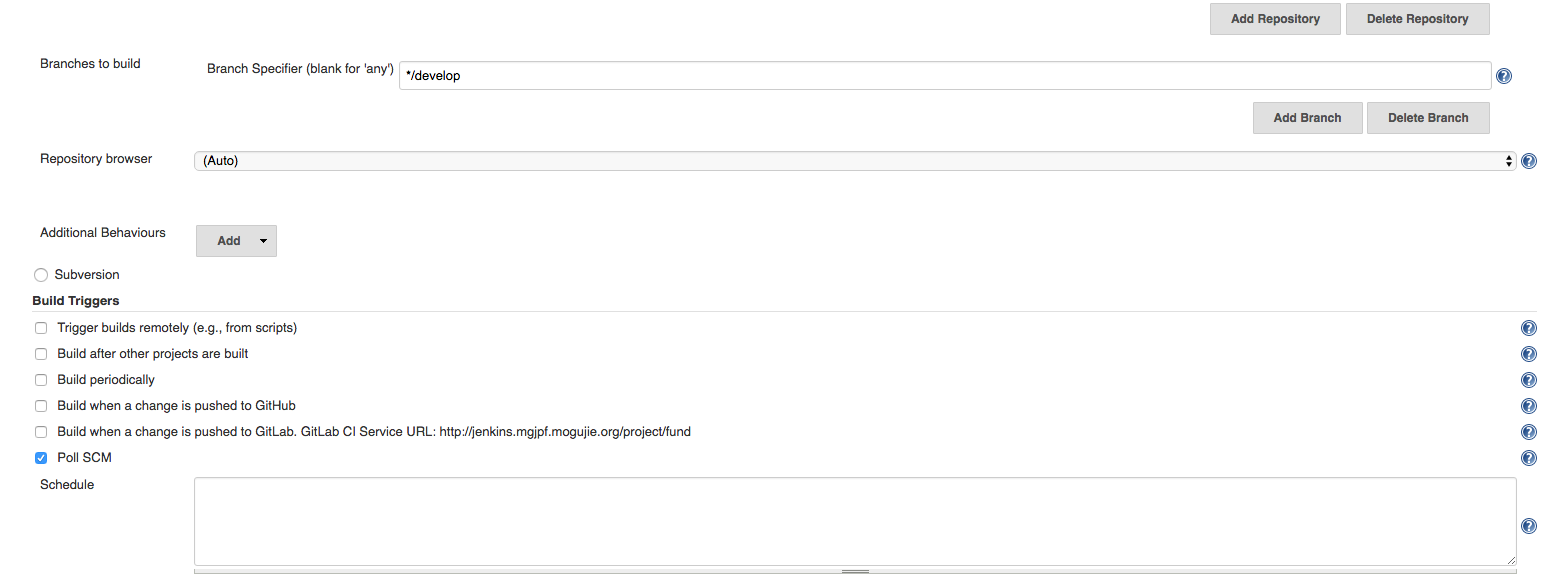 Add Repository Delete Repository
Branches to build Branch Specifier (blank for 'any') */develop
Add Branch Delete Branch
Repository browser (Auto)
Additional Behaviours Add
Subversion
Build Triggers
Trigger builds remotely (e.g., from scripts)
Build after other projects are built
Build periodically
Build when a change is pushed to GitHub
Build when a change is pushed to GitLab. GitLab CI Service URL: http://jenkins.mgjpf.mogujie.org/project/fund
Poll SCM
Schedule